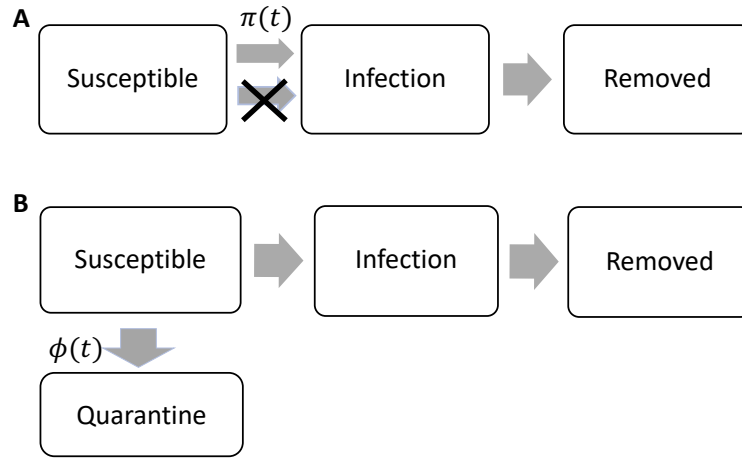 A
π(t)
Susceptible
Infection
Removed
B
Susceptible
Infection
Removed
ϕ(t)
Quarantine